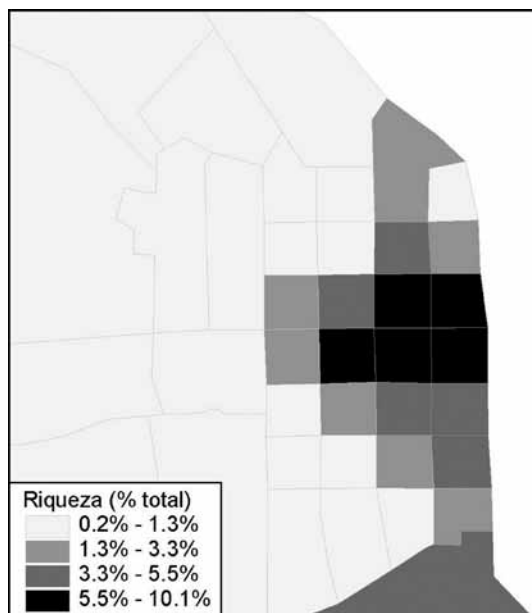 Riqueza (% total)
0.2% - 1.3%
1.3% - 3.3%
3.3% - 5.5%
5.5% - 10.1%